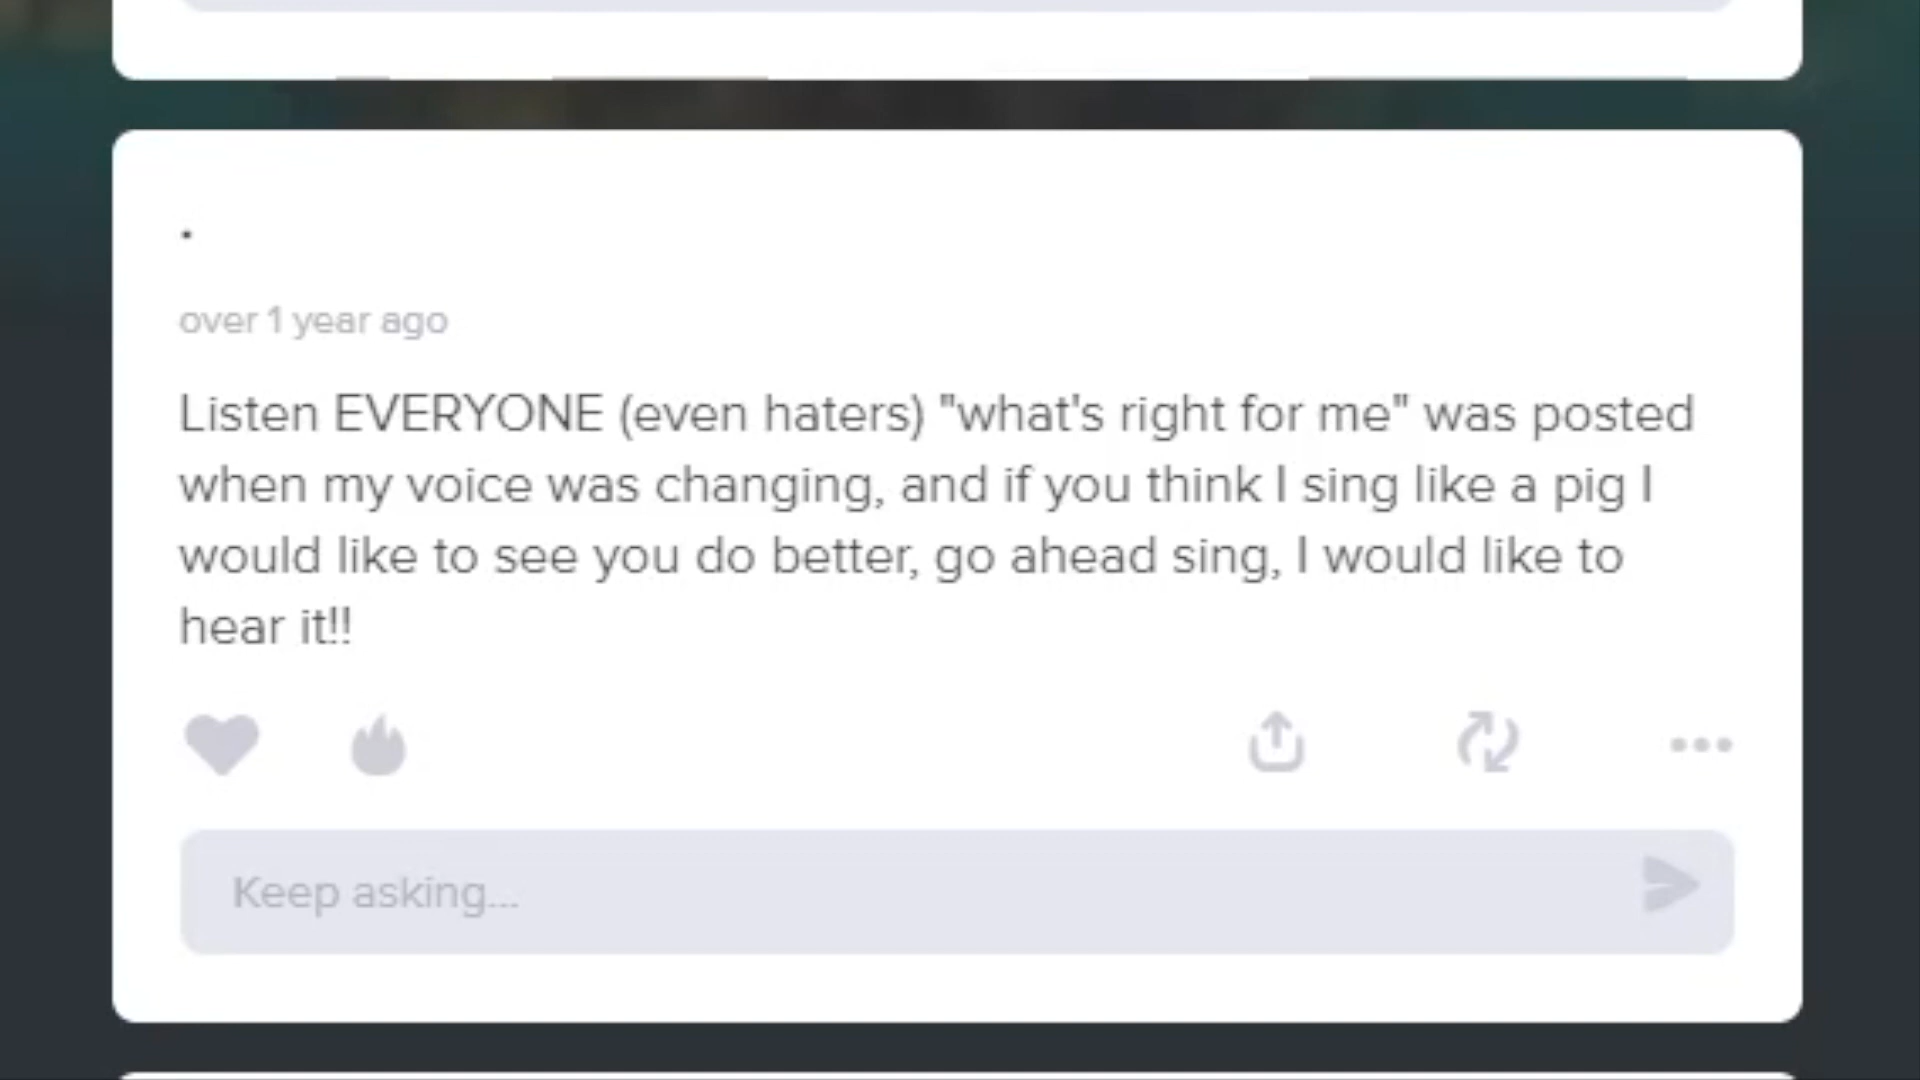 .
over 1 year ago
Listen EVERYONE (even haters) "what's right for me" was posted
when my voice was changing, and if you think I sing like a pig I
would like to see you do better, go ahead sing, I would like to
hear it!!
Keep asking...